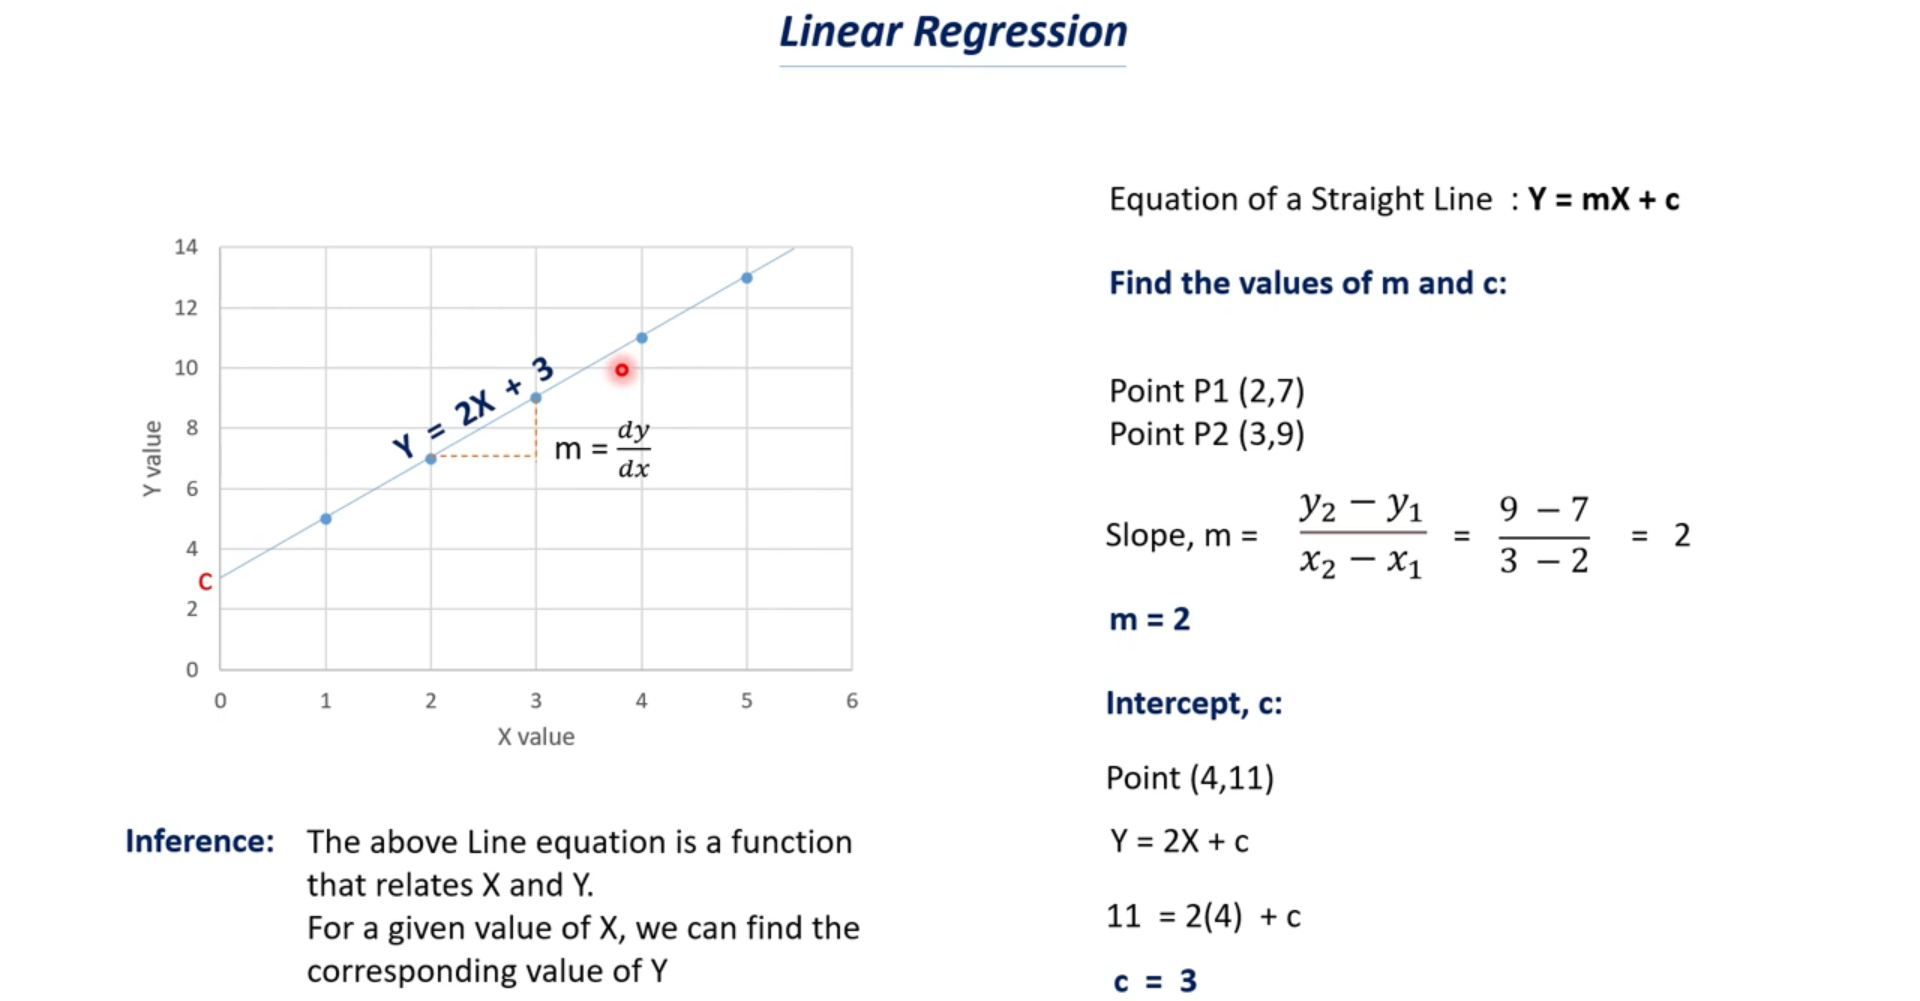 Linear Regression
14
12
10
8
6
4
2
0
C
Y value
0 1 2 3 4 5 6
X value
Y = 2X + 3
m = dy/dx
Inference: The above Line equation is a function
that relates X and Y.
For a given value of X, we can find the
corresponding value of Y
Equation of a Straight Line : Y = mX + c
Find the values of m and c:
Point P1 (2,7)
Point P2 (3,9)
Slope, m = y₂ − y₁ / x₂ − x₁ = 9 − 7 / 3 − 2 = 2
m = 2
Intercept, c:
Point (4,11)
Y = 2X + c
11 = 2(4) + c
c = 3